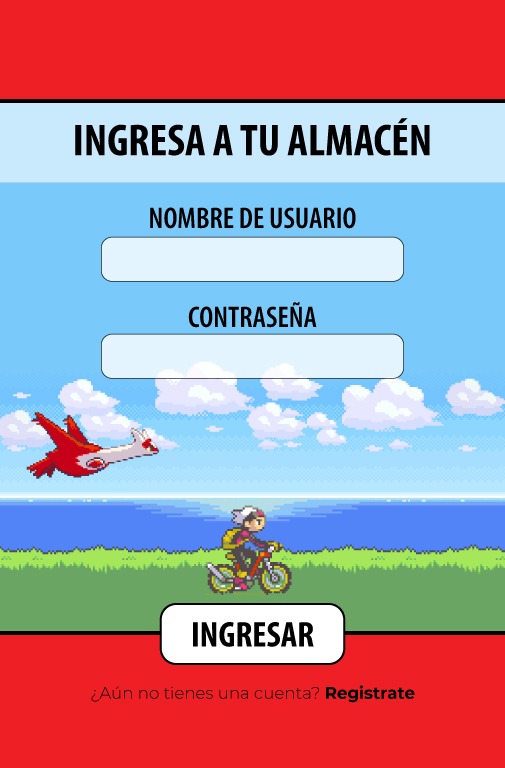 INGRESA A TU ALMACÉN
NOMBRE DE USUARIO
CONTRASEÑA
INGRESAR
¿Aún no tienes una cuenta? Registrate